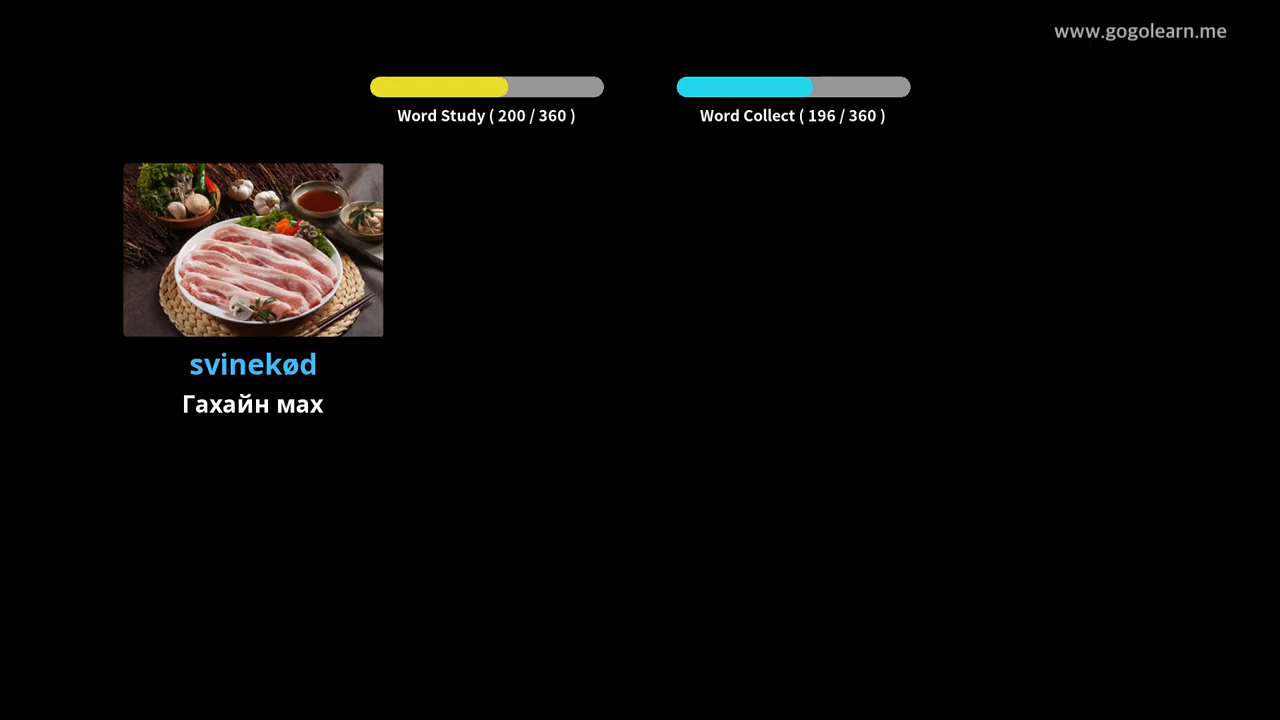 www.gogolearn.me
Word Study ( 200 / 360 )
Word Collect ( 196 / 360 )
svinekød
Гахайн мах